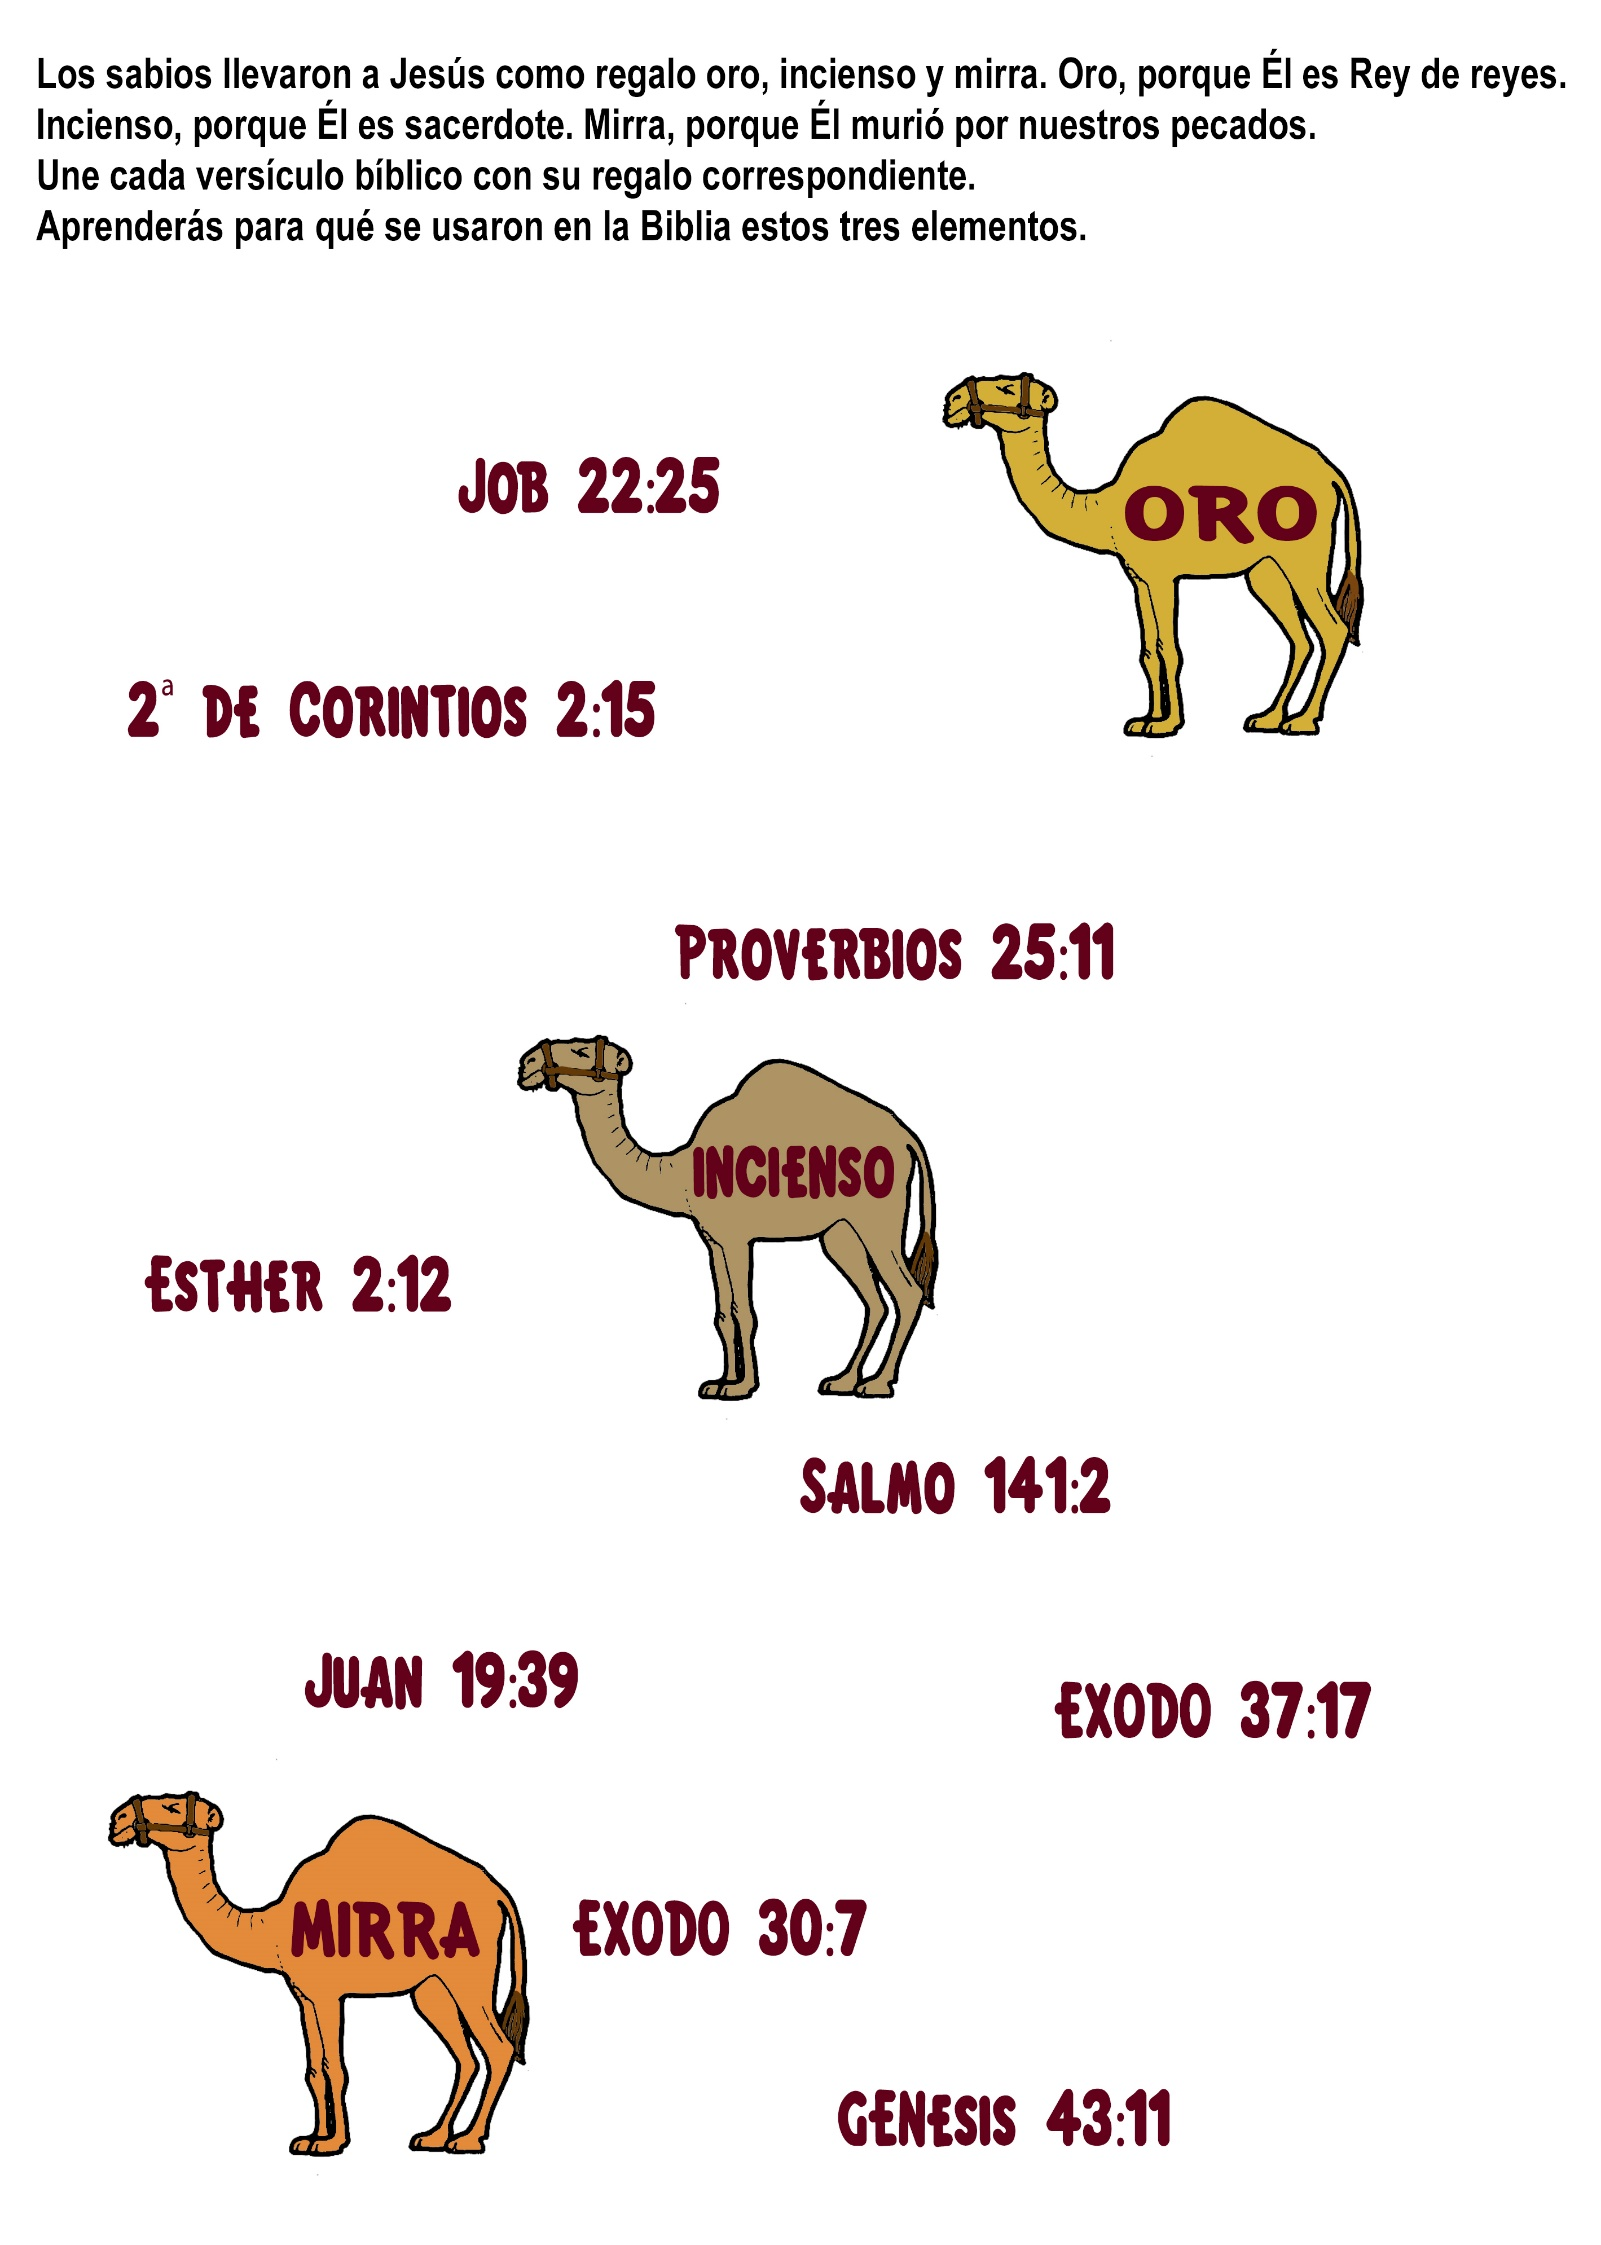 Los sabios llevaron a Jesús como regalo oro, incienso y mirra. Oro, porque Él es Rey de reyes.
Incienso, porque Él es sacerdote. Mirra, porque Él murió por nuestros pecados.
Une cada versículo bíblico con su regalo correspondiente.
Aprenderás para qué se usaron en la Biblia estos tres elementos.
JOB 22:25
ORO
2ª DE CORINTIOS 2:15
PROVERBIOS 25:11
INCIENSO
ESTHER 2:12
SALMO 141:2
JUAN 19:39
EXODO 37:17
MIRRA
EXODO 30:7
GENESIS 43:11